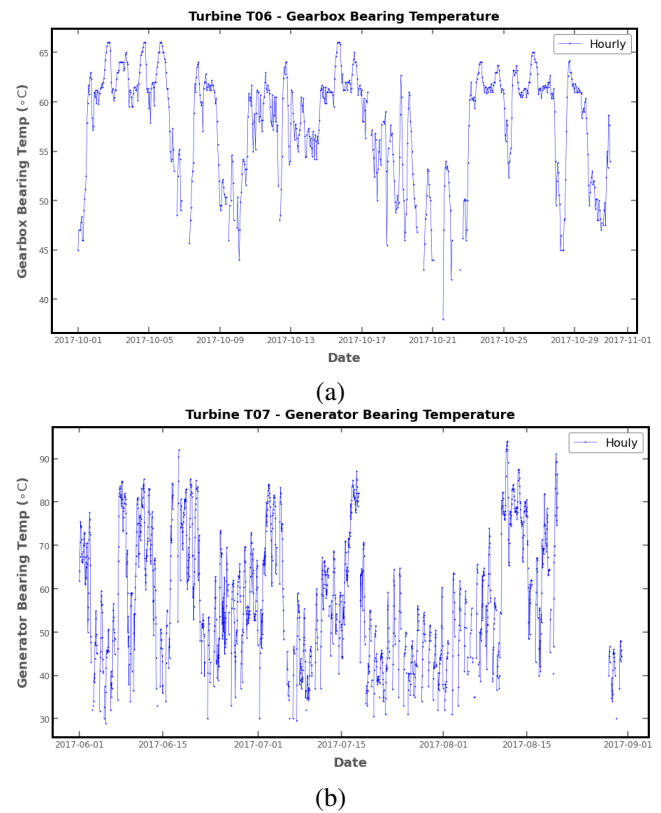 Turbine T06 - Gearbox Bearing Temperature
Hourly
Gearbox Bearing Temp (∘C)
65
60
55
50
45
40
2017-10-01 2017-10-05 2017-10-09 2017-10-13 2017-10-17 2017-10-21 2017-10-25 2017-10-29 2017-11-01
Date
(a)
Turbine T07 - Generator Bearing Temperature
Houly
Generator Bearing Temp (∘C)
90
80
70
60
50
40
30
2017-06-01 2017-06-15 2017-07-01 2017-07-15 2017-08-01 2017-08-15 2017-09-01
Date
(b)